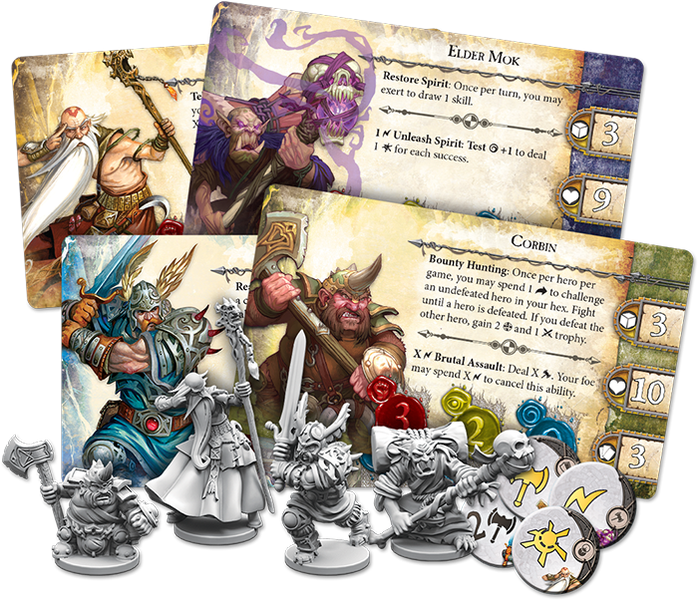 ELDER MOK
Restore Spirit: Once per turn, you may
exert to draw 1 skill.
1 Unleash Spirit: Test +1 to deal
1 for each success.
3
9
CORBIN
Bounty Hunting: Once per hero per
game, you may spend 1 to challenge
an undefeated hero in your hex. Fight
until a hero is defeated. If you defeat the
other hero, gain 2 and 1 trophy.
X Brutal Assault: Deal X . Your foe
may spend X to cancel this ability.
3
10
3
3
2
2